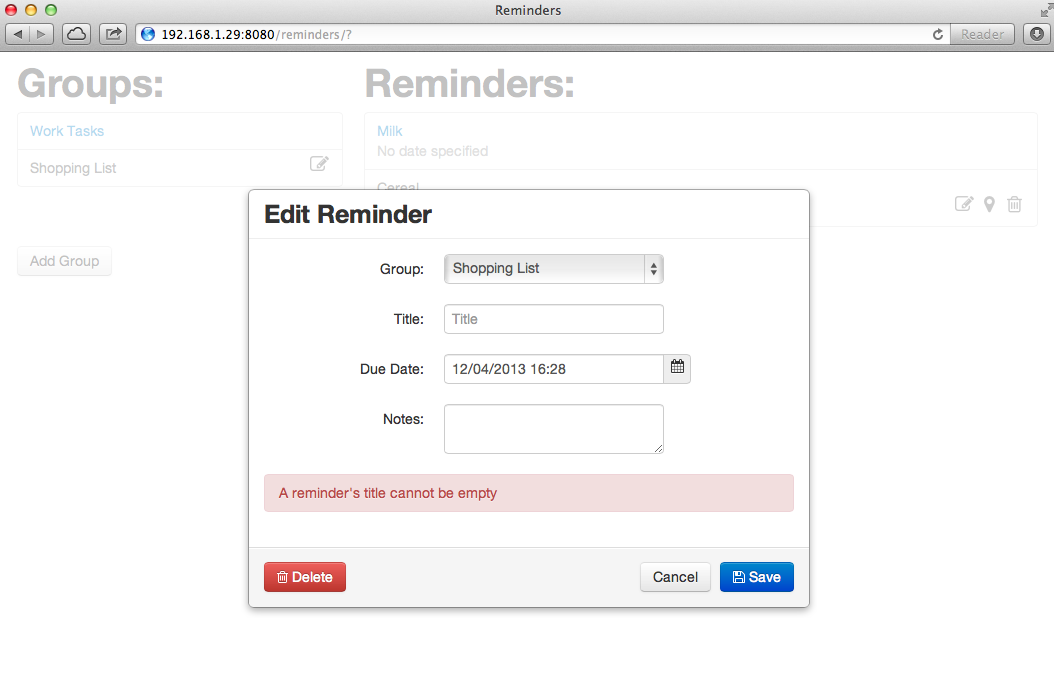 Reminders
192.168.1.29:8080/reminders/?
Reader
Groups:
Work Tasks
Shopping List
Add Group
Reminders:
Milk
No date specified
Cereal
Edit Reminder
Group: Shopping List
Title: Title
Due Date: 12/04/2013 16:28
Notes:
A reminder's title cannot be empty
Delete
Cancel
Save